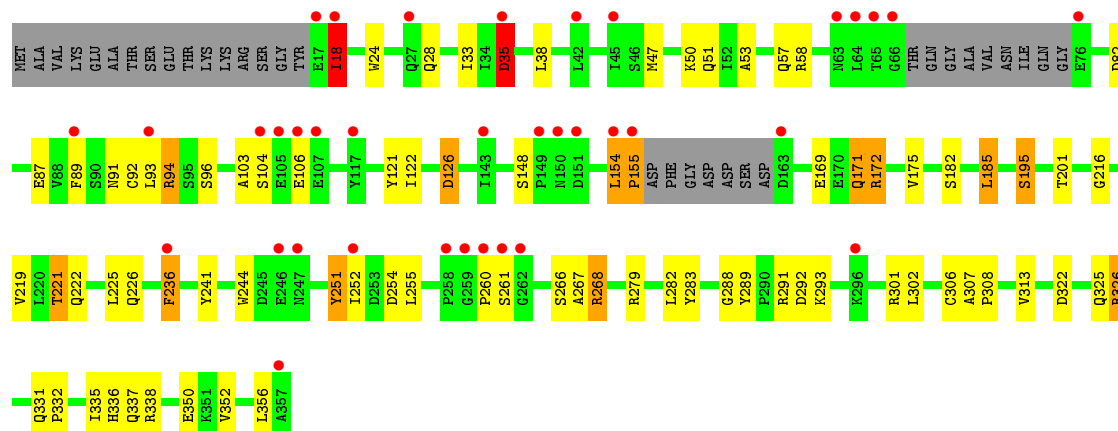 MET ALA VAL LYS GLU ALA THR SER GLU THR LYS LYS ARG SER GLY TYR E17 I18 W24 Q27 Q28 I33 I34 D35 L38 L42 I45 S46 M47 K50 Q51 I52 A53 Q57 R58 N63 L64 T65 G66 THR GLN GLY GLY ALA VAL ASN ILE GLN GLY E76 D82
E87 V88 F89 S90 N91 C92 L93 R94 S95 S96 A103 S104 E105 E106 E107 Y117 Y121 I122 D126 I143 S148 P149 N150 D151 L154 P155 ASP PHE GLY ASP ASP SER ASP D163 E169 E170 Q171 R172 V175 S182 L185 S195 T201 G216
V219 L220 T221 Q222 L225 Q226 F236 Y241 W244 D245 E246 N247 Y251 I252 D253 D254 L255 P258 G259 P260 S261 G262 S266 A267 R268 R279 L282 Y283 G288 Y289 P290 R291 D292 K293 K296 R301 L302 C306 A307 P308 V313 D322 Q325
Q331 P332 I335 H336 Q337 R338 E350 K351 V352 L356 A357